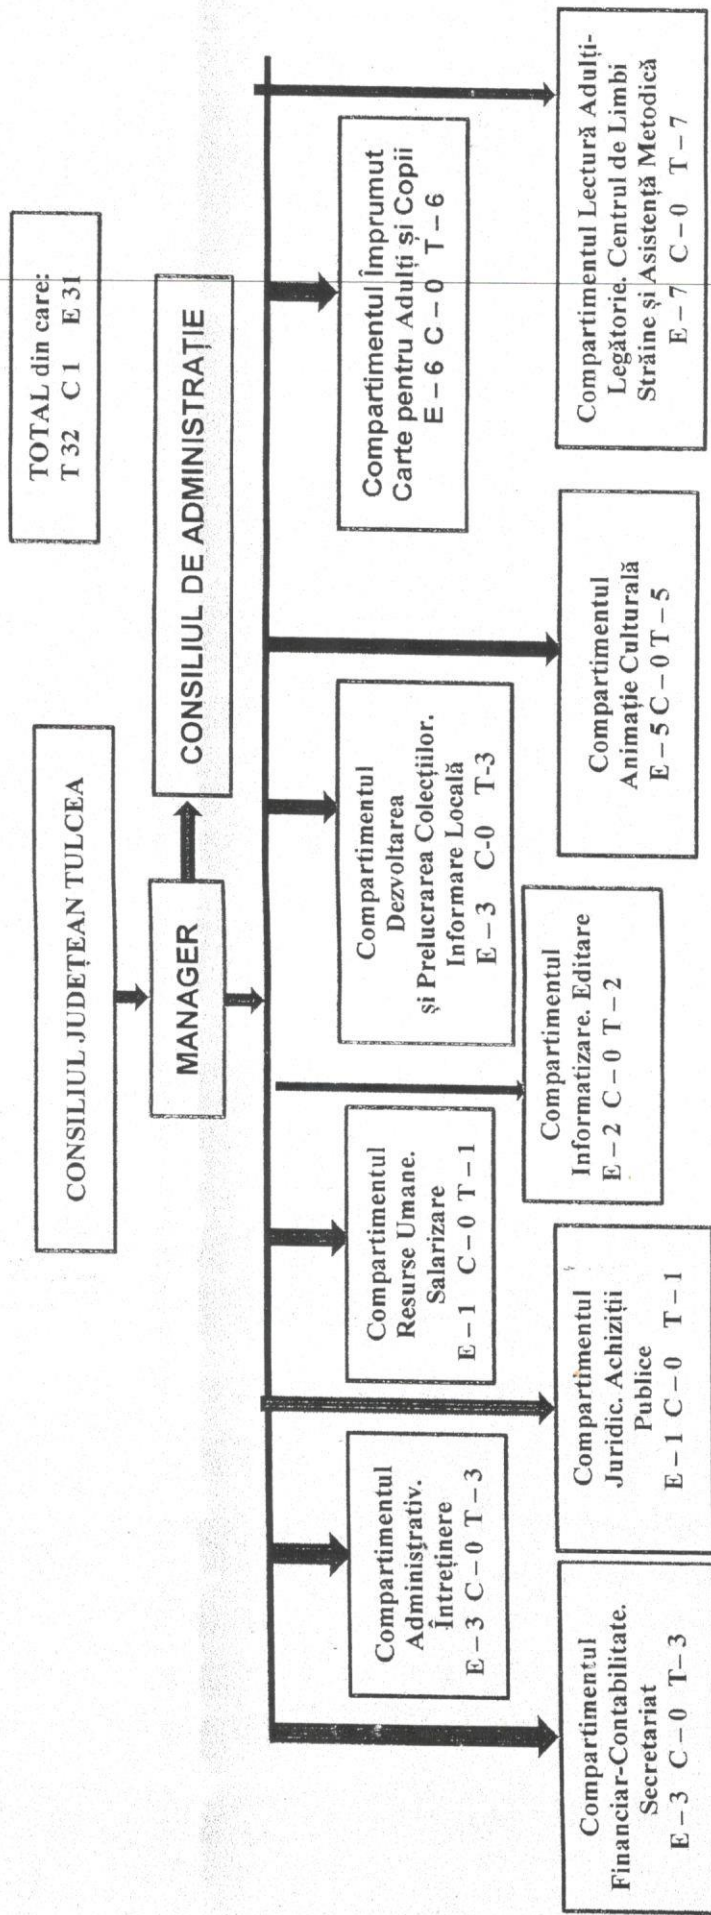 TOTAL din care:
T 32 C 1 E 31
CONSILIUL JUDEȚEAN TULCEA
MANAGER
CONSILIUL DE ADMINISTRAȚIE
Compartimentul
Administrativ.
Întreținere
E – 3 C – 0 T – 3
Compartimentul
Resurse Umane.
Salarizare
E – 1 C – 0 T – 1
Compartimentul
Dezvoltarea
și Prelucrarea Colecțiilor.
Informare Locală
E – 3 C-0 T-3
Compartimentul Împrumut
Carte pentru Adulți și Copii
E – 6 C – 0 T – 6
Compartimentul
Financiar-Contabilitate.
Secretariat
E – 3 C – 0 T– 3
Compartimentul
Juridic. Achiziții
Publice
E – 1 C – 0 T – 1
Compartimentul
Informatizare. Editare
E – 2 C – 0 T – 2
Compartimentul
Animație Culturală
E – 5 C – 0 T – 5
Compartimentul Lectură Adulți-
Legătorie. Centrul de Limbi
Străine și Asistență Metodică
E – 7 C – 0 T – 7